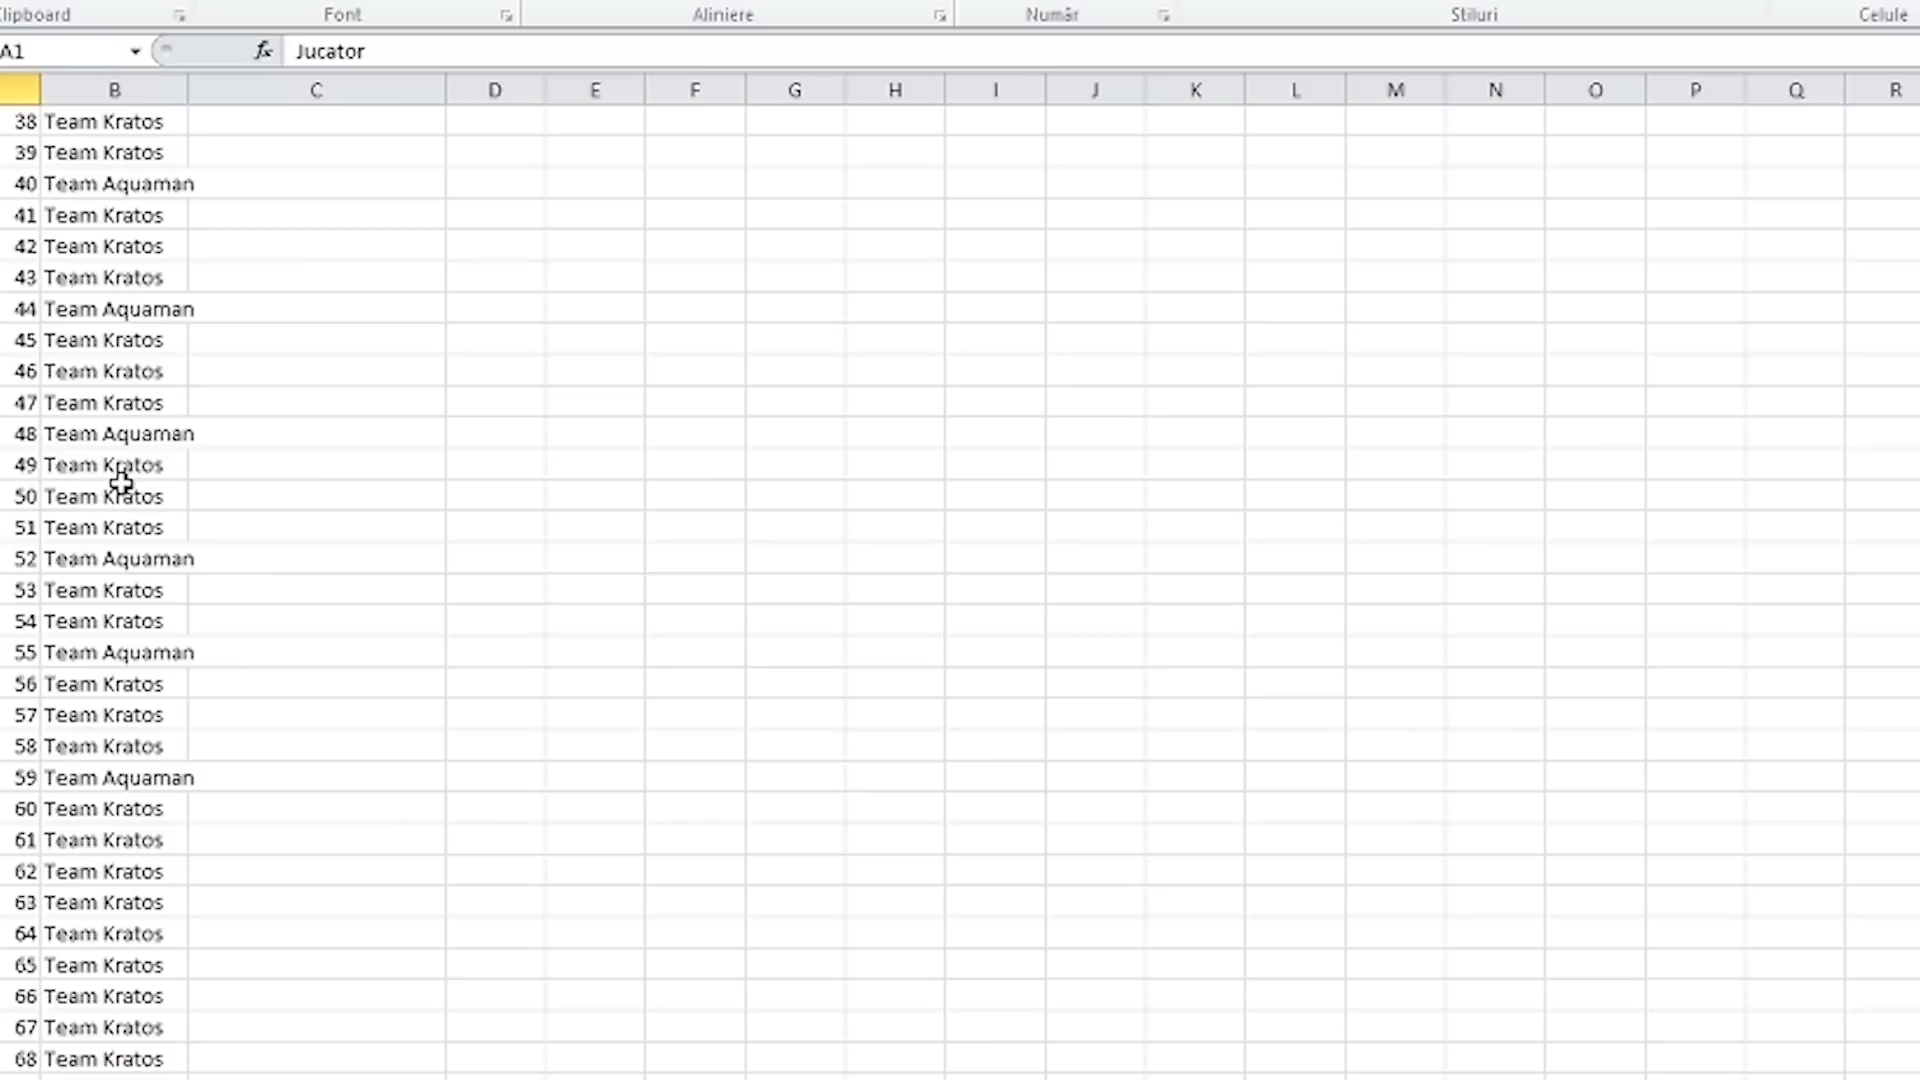 Clipboard Font Aliniere Număr Stiluri Celule
A1 fx Jucator
B C D E F G H I J K L M N O P Q R
38 Team Kratos
39 Team Kratos
40 Team Aquaman
41 Team Kratos
42 Team Kratos
43 Team Kratos
44 Team Aquaman
45 Team Kratos
46 Team Kratos
47 Team Kratos
48 Team Aquaman
49 Team Kratos
50 Team Kratos
51 Team Kratos
52 Team Aquaman
53 Team Kratos
54 Team Kratos
55 Team Aquaman
56 Team Kratos
57 Team Kratos
58 Team Kratos
59 Team Aquaman
60 Team Kratos
61 Team Kratos
62 Team Kratos
63 Team Kratos
64 Team Kratos
65 Team Kratos
66 Team Kratos
67 Team Kratos
68 Team Kratos